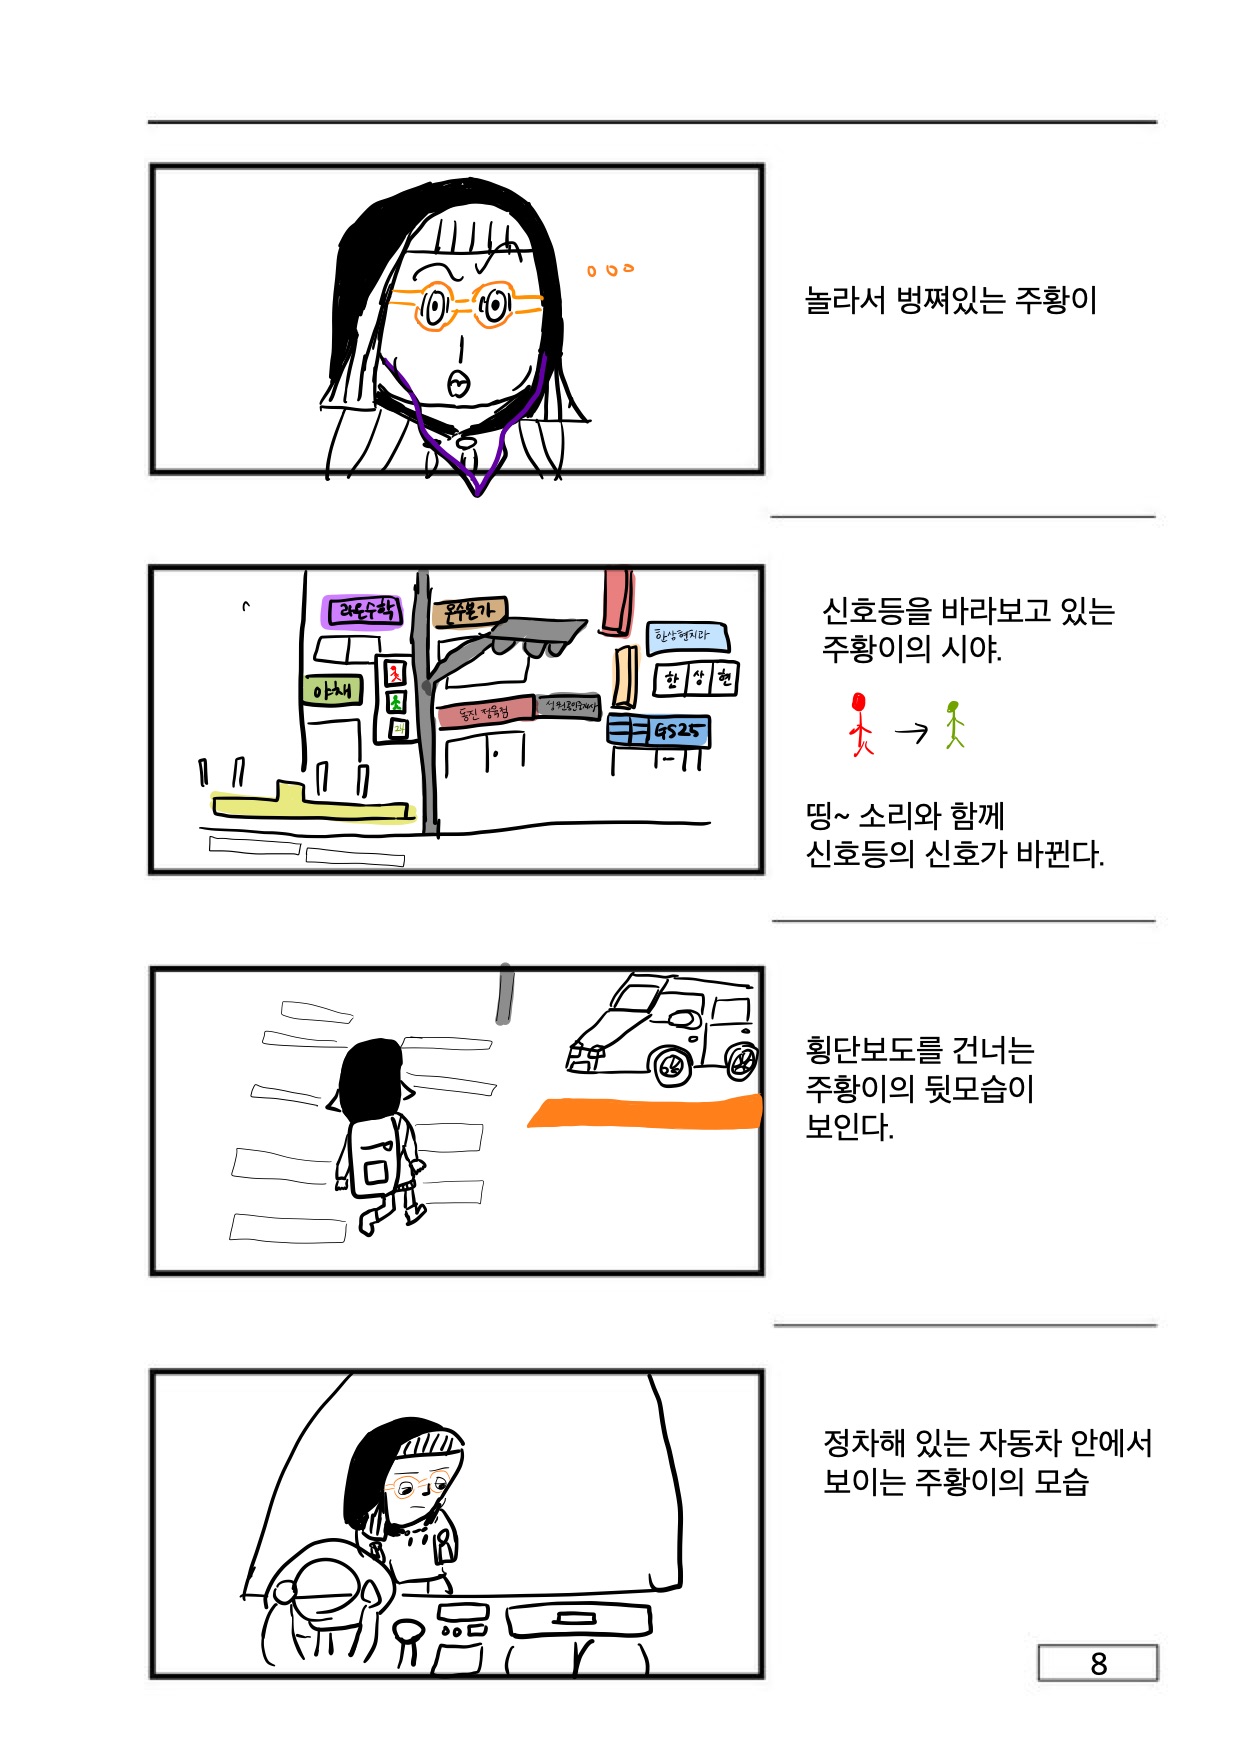 놀라서 벙쪄있는 주황이
라온수학
온수본가
한상현치과
야채
한 상 현
동진 정육점
GS25
신호등을 바라보고 있는
주황이의 시야.
띵~ 소리와 함께
신호등의 신호가 바뀐다.
횡단보도를 건너는
주황이의 뒷모습이
보인다.
정차해 있는 자동차 안에서
보이는 주황이의 모습
8